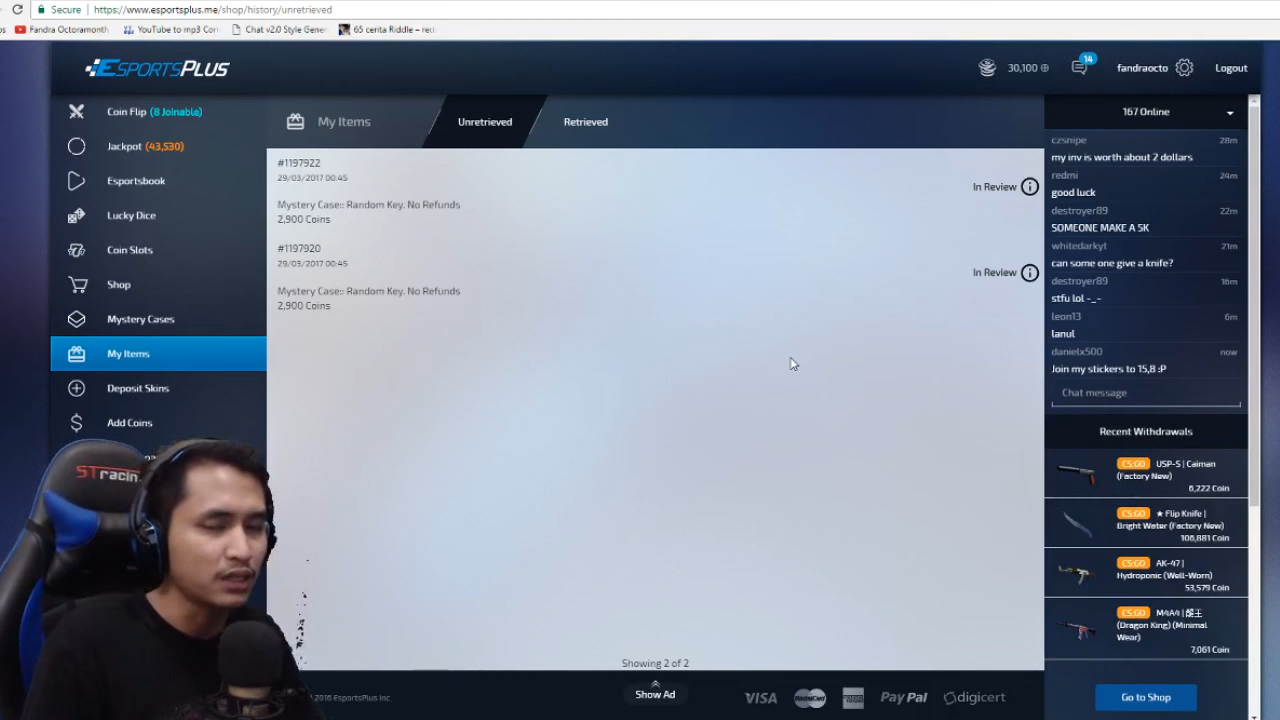 Secure
https://www.esportsplus.me/shop/history/unretrieved
Fandra Octoramonth
YouTube to mp3 Con
Chat v2.0 Style Gener
65 cerita Riddle – red
ESPORTSPLUS
30,100
14
fandraocto
Logout
Coin Flip (8 Joinable)
Jackpot (43,530)
Esportsbook
Lucky Dice
Coin Slots
Shop
Mystery Cases
My Items
Deposit Skins
Add Coins
My Items
Unretrieved
Retrieved
#1197922
29/03/2017 00:45
In Review
Mystery Case:: Random Key. No Refunds
2,900 Coins
#1197920
29/03/2017 00:45
In Review
Mystery Case:: Random Key. No Refunds
2,900 Coins
Showing 2 of 2
167 Online
czsnipe 28m
my inv is worth about 2 dollars
redmi 24m
good luck
destroyer89 22m
SOMEONE MAKE A 5K
whitedarkyt 21m
can some one give a knife?
destroyer89 16m
stfu lol -_-
leon13 6m
lanul
danielx500 now
Join my stickers to 15,8 :P
Chat message
Recent Withdrawals
CS:GO USP-S | Caiman
(Factory New)
6,222 Coin
CS:GO ★ Flip Knife |
Bright Water (Factory New)
106,881 Coin
CS:GO AK-47 |
Hydroponic (Well-Worn)
53,579 Coin
CS:GO M4A4 | 龍王
(Dragon King) (Minimal
Wear)
7,061 Coin
Go to Shop
STracin
2016 EsportsPlus Inc
Show Ad
VISA
MasterCard
PayPal
digicert